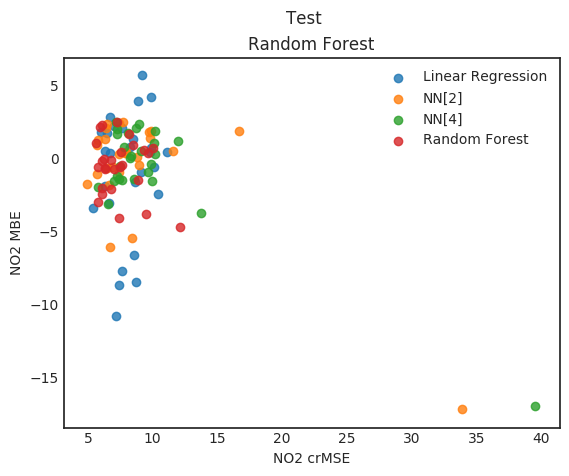 Test
Random Forest
Linear Regression
NN[2]
NN[4]
Random Forest
NO2 MBE
5
0
−5
−10
−15
5
10
15
20
25
30
35
40
NO2 crMSE